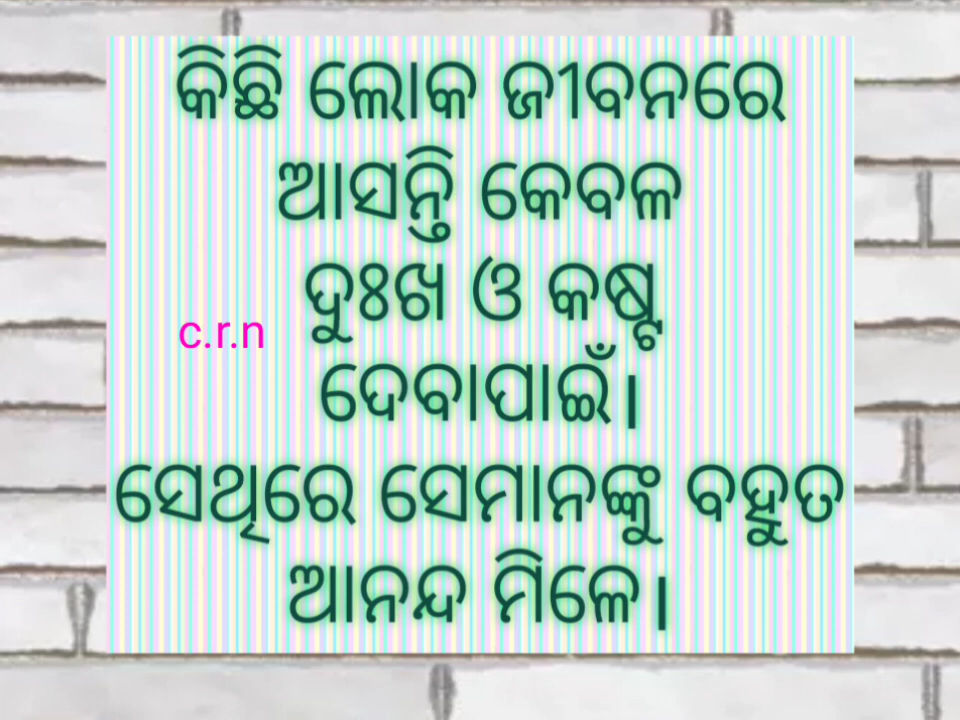 କିଛି ଲୋକ ଜୀବନରେ
ଆସନ୍ତି କେବଳ
ଦୁଃଖ ଓ କଷ୍ଟ
c.r.n
ଦେବାପାଇଁ।
ସେଥିରେ ସେମାନଙ୍କୁ ବହୁତ
ଆନନ୍ଦ ମିଳେ।